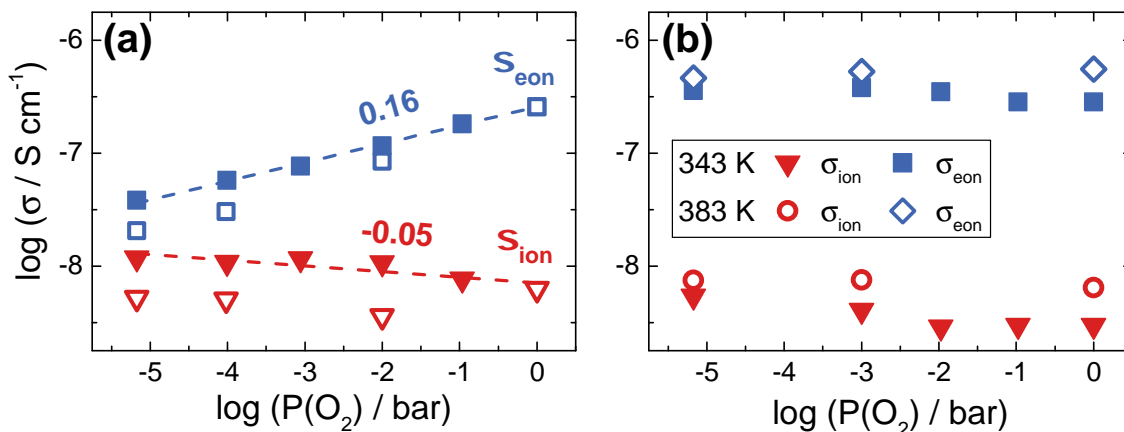 (a)
-6
-7
-8
log (σ / S cm⁻¹)
S_eon
0.16
-0.05
S_ion
-5 -4 -3 -2 -1 0
log (P(O₂) / bar)
(b)
-6
-7
-8
343 K σ_ion σ_eon
383 K σ_ion σ_eon
-5 -4 -3 -2 -1 0
log (P(O₂) / bar)